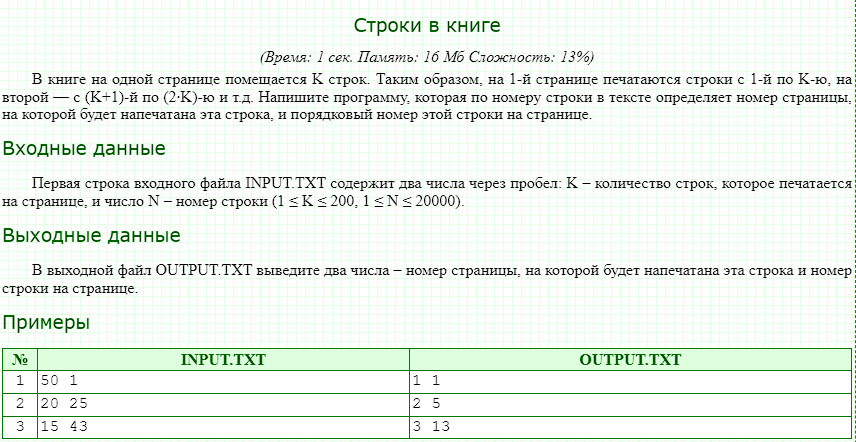 Строки в книге
(Время: 1 сек. Память: 16 Мб Сложность: 13%)
В книге на одной странице помещается K строк. Таким образом, на 1-й странице печатаются строки с 1-й по K-ю, на
второй — с (K+1)-й по (2·K)-ю и т.д. Напишите программу, которая по номеру строки в тексте определяет номер страницы,
на которой будет напечатана эта строка, и порядковый номер этой строки на странице.
Входные данные
Первая строка входного файла INPUT.TXT содержит два числа через пробел: K – количество строк, которое печатается
на странице, и число N – номер строки (1 ≤ K ≤ 200, 1 ≤ N ≤ 20000).
Выходные данные
В выходной файл OUTPUT.TXT выведите два числа – номер страницы, на которой будет напечатана эта строка и номер
строки на странице.
Примеры
№ INPUT.TXT OUTPUT.TXT
1 50 1 1 1
2 20 25 2 5
3 15 43 3 13